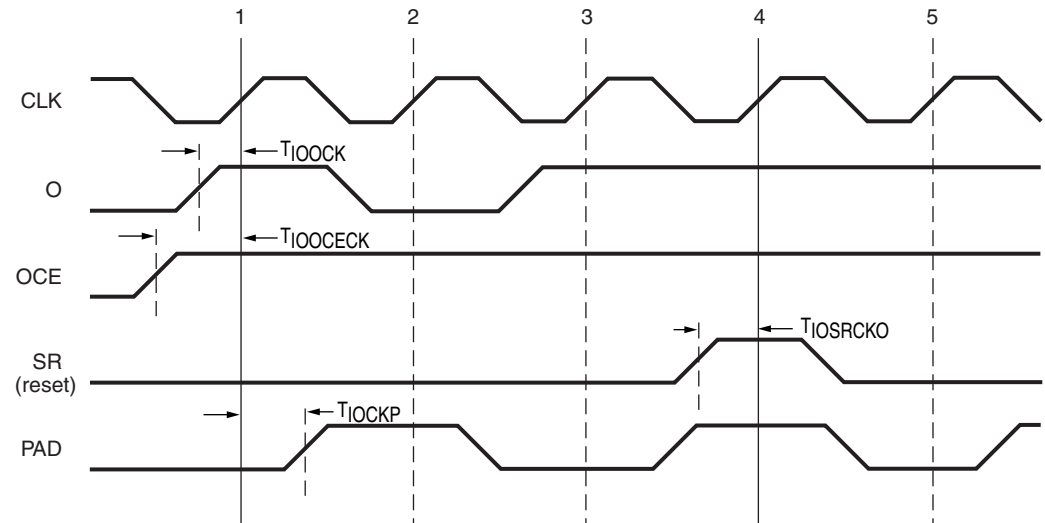 1 2 3 4 5
CLK
T_IOOCK
O
T_IOOCECK
OCE
T_IOSRCKO
SR
(reset)
T_IOCKP
PAD